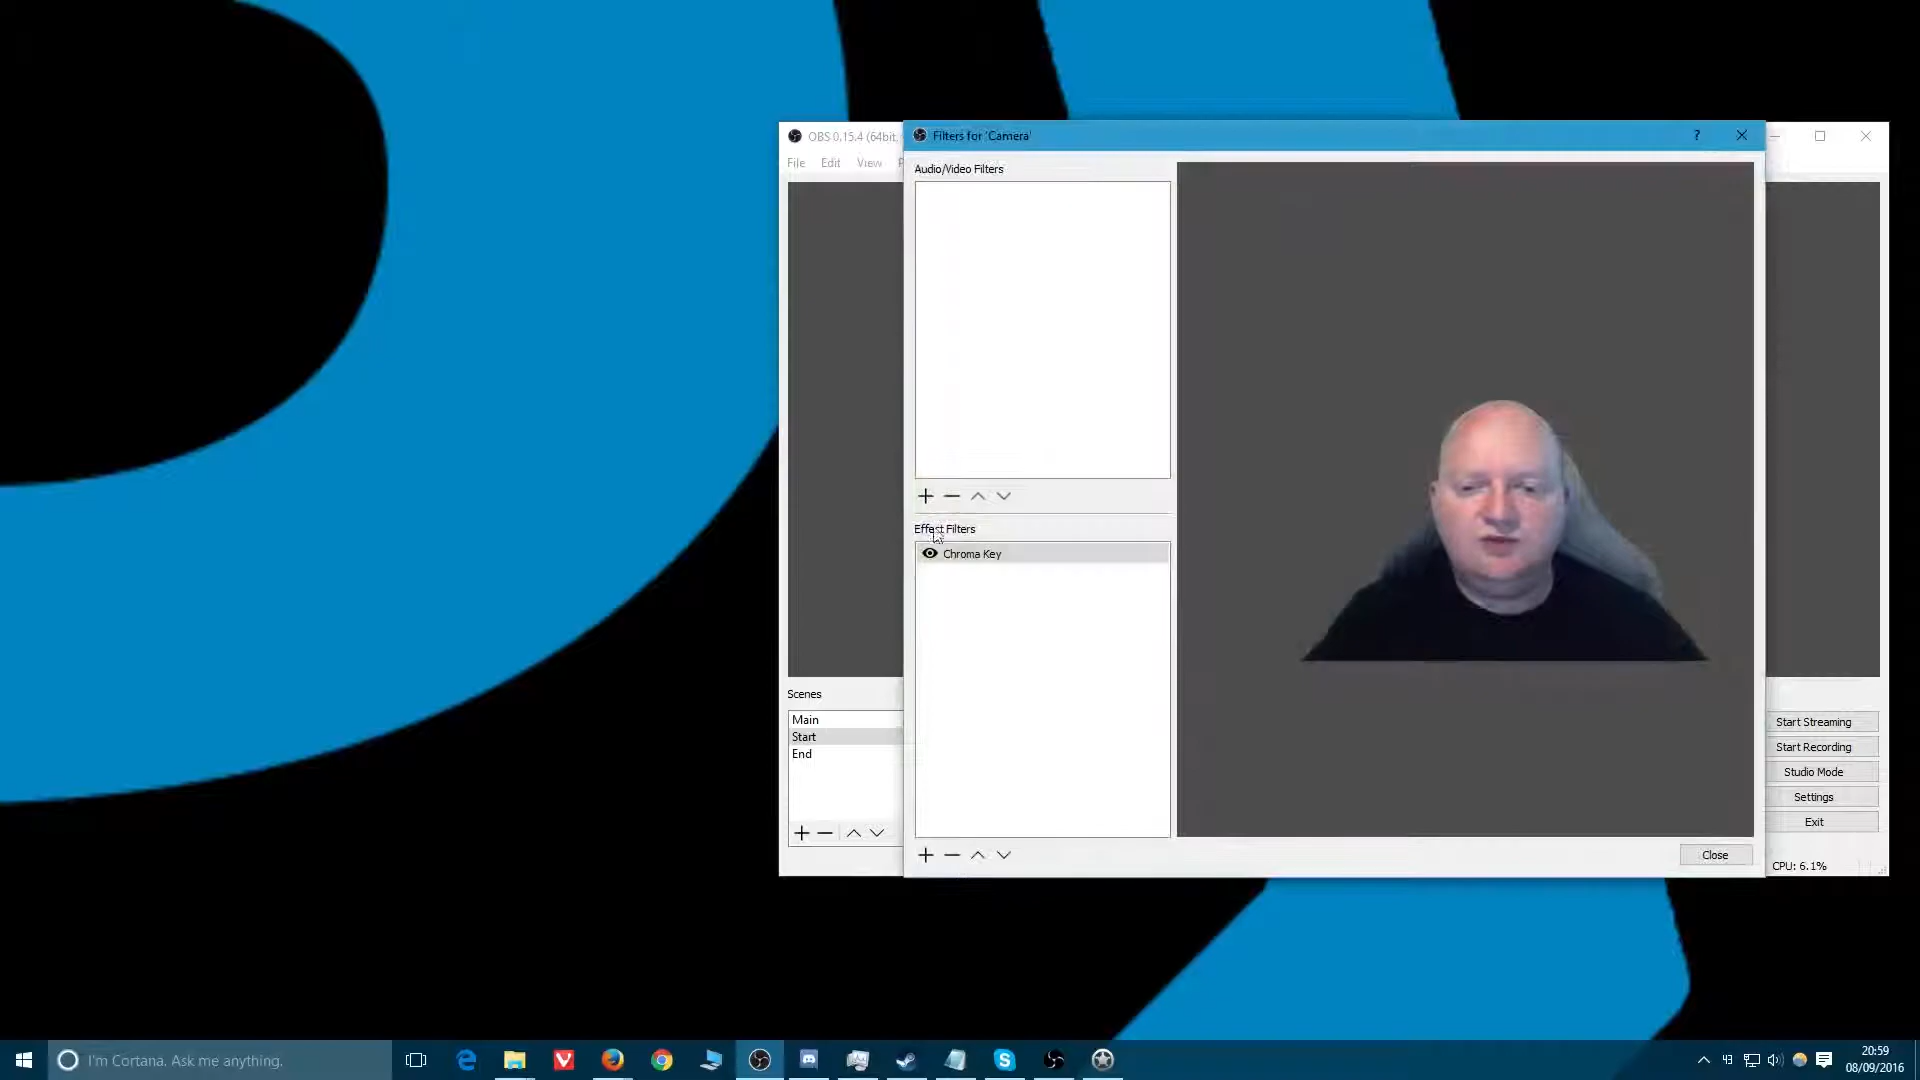 OBS 0.15.4 (64bit,
Filters for 'Camera'
?
File Edit View
Audio/Video Filters
Effect Filters
Chroma Key
Scenes
Main
Start
End
Start Streaming
Start Recording
Studio Mode
Settings
Exit
Close
CPU: 6.1%
I'm Cortana. Ask me anything.
43
20:59
08/09/2016